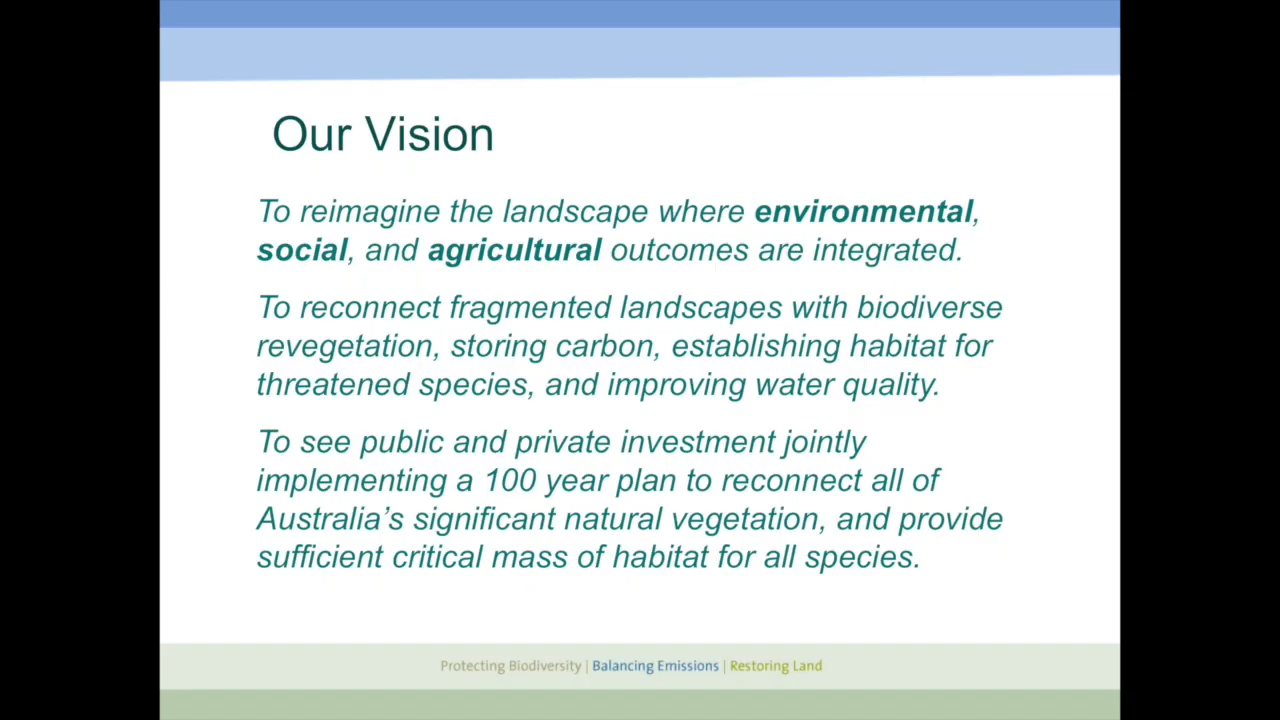 Our Vision
To reimagine the landscape where environmental,
social, and agricultural outcomes are integrated.
To reconnect fragmented landscapes with biodiverse
revegetation, storing carbon, establishing habitat for
threatened species, and improving water quality.
To see public and private investment jointly
implementing a 100 year plan to reconnect all of
Australia’s significant natural vegetation, and provide
sufficient critical mass of habitat for all species.
Protecting Biodiversity | Balancing Emissions | Restoring Land